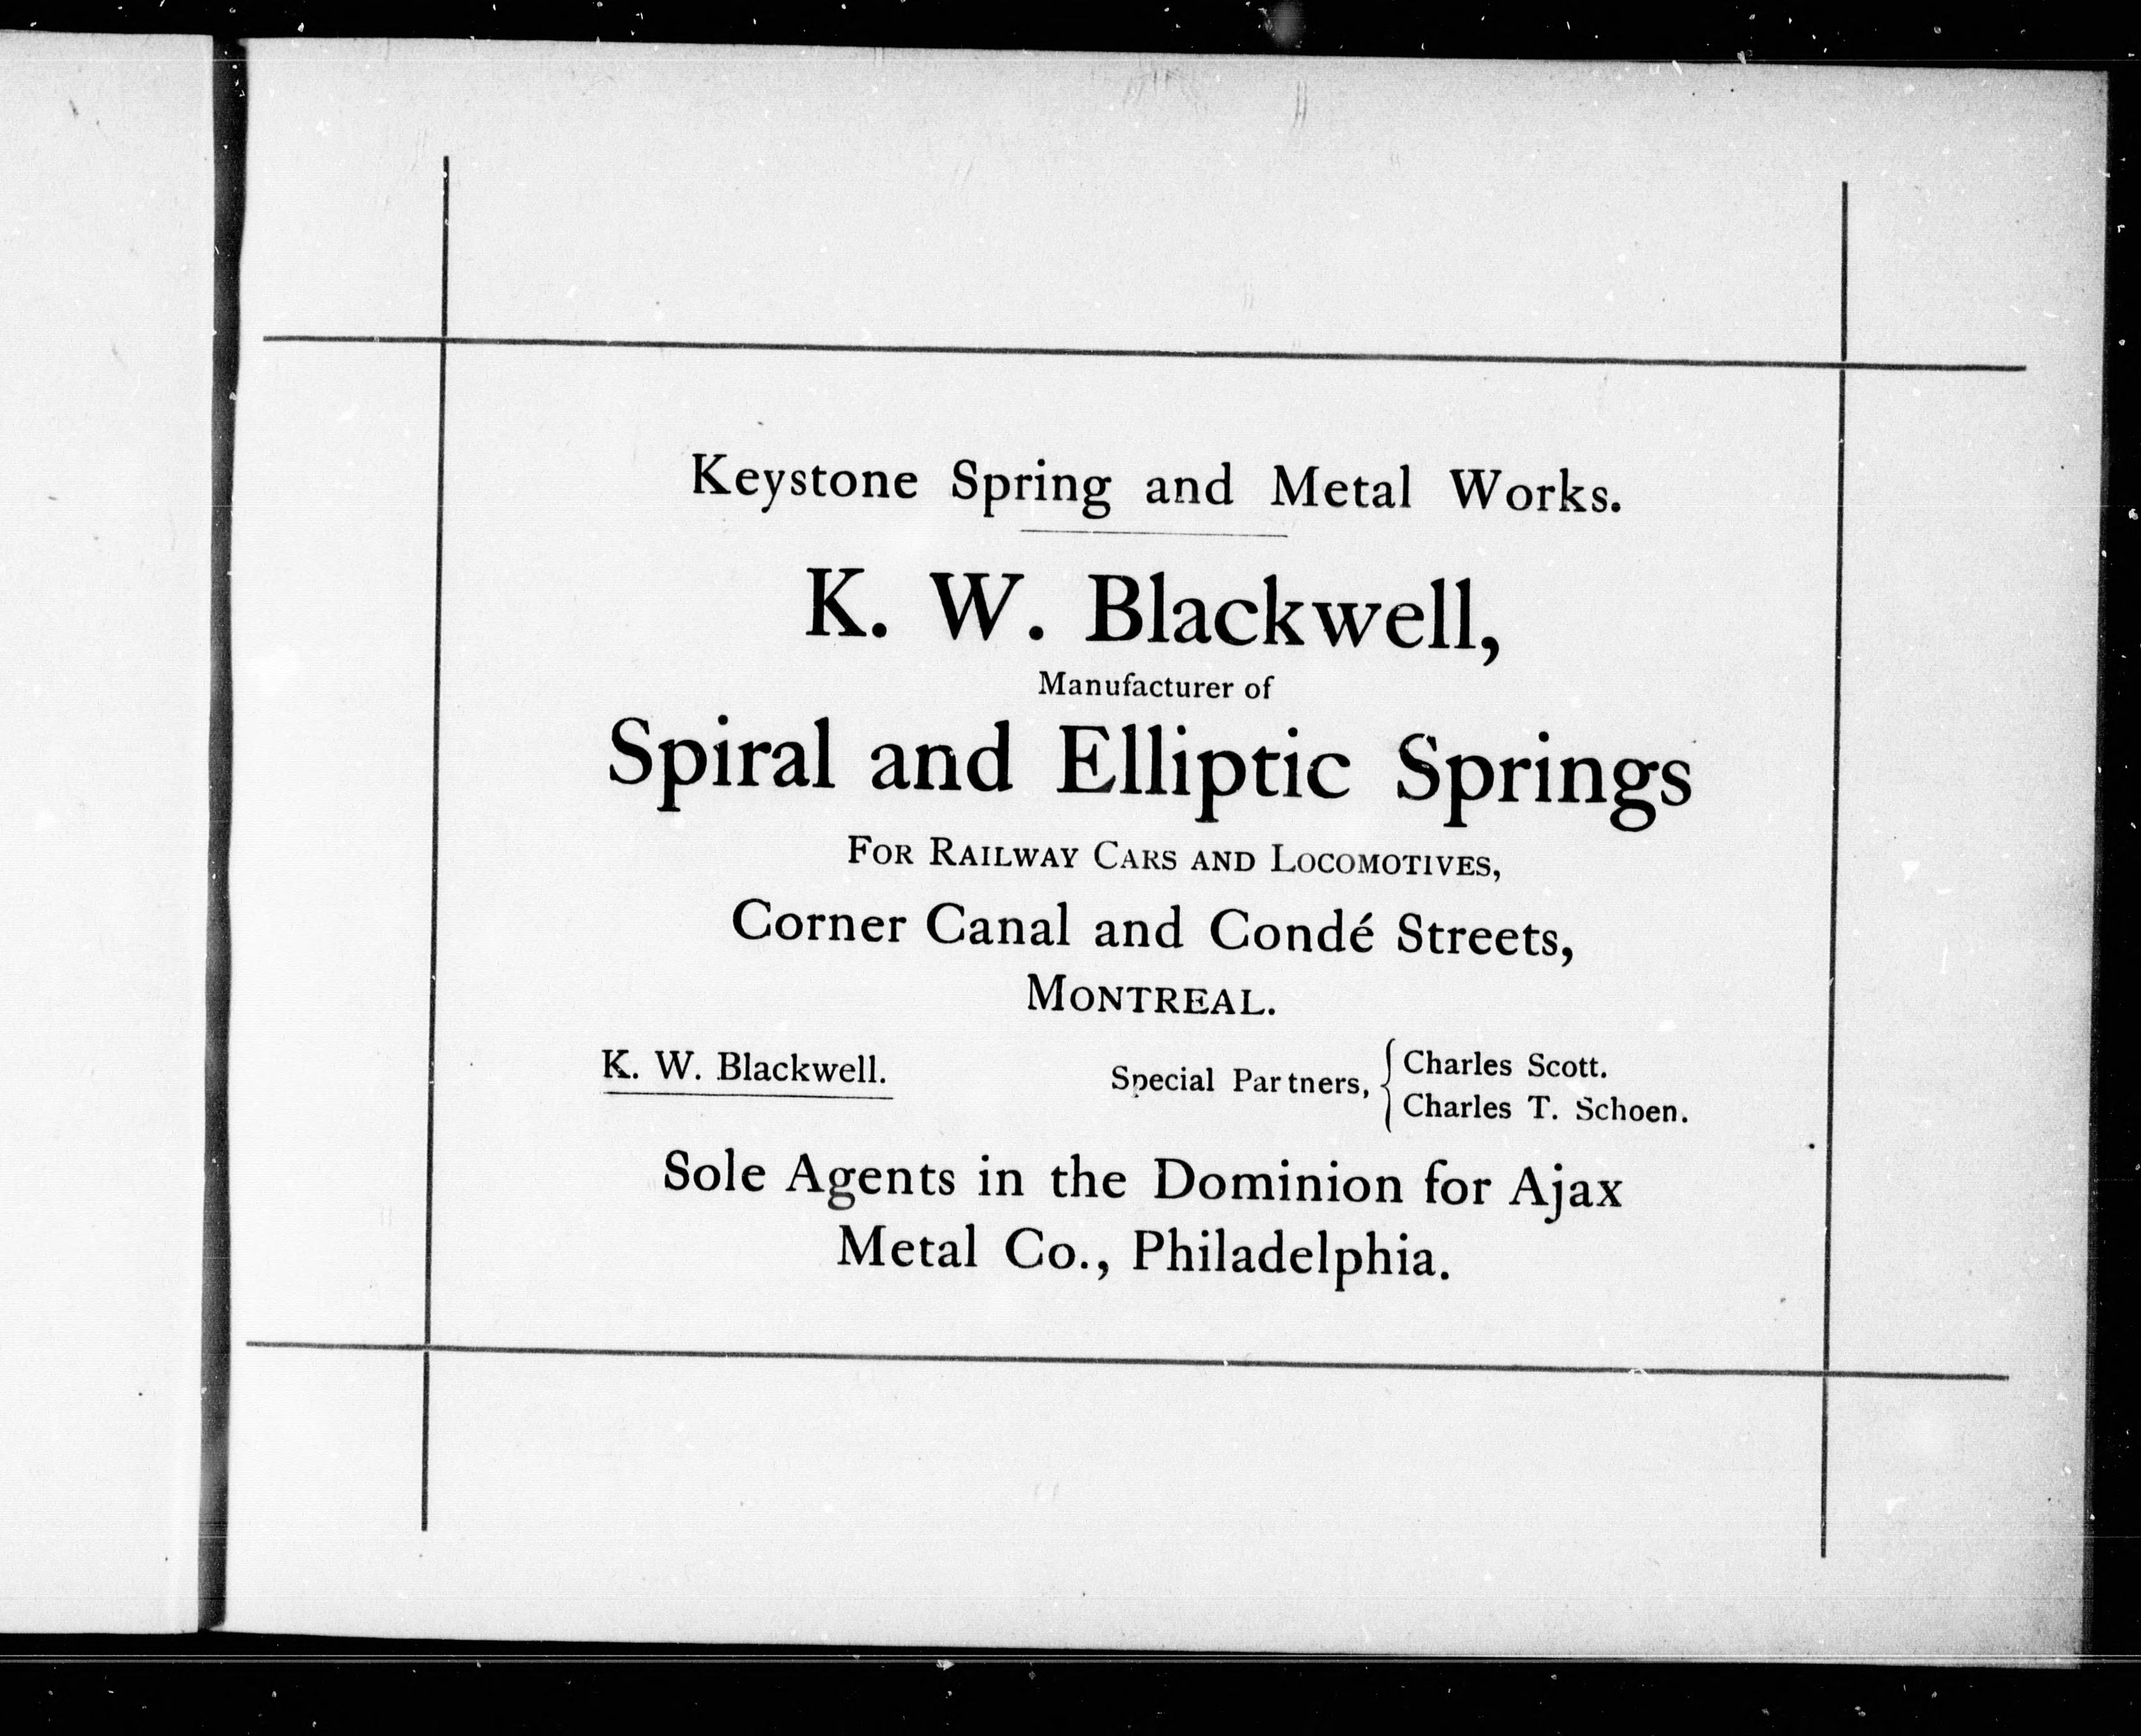 Keystone Spring and Metal Works.
K. W. Blackwell,
Manufacturer of
Spiral and Elliptic Springs
For Railway Cars and Locomotives,
Corner Canal and Condé Streets,
Montreal.
K. W. Blackwell. Special Partners, { Charles Scott.
Charles T. Schoen.
Sole Agents in the Dominion for Ajax
Metal Co., Philadelphia.